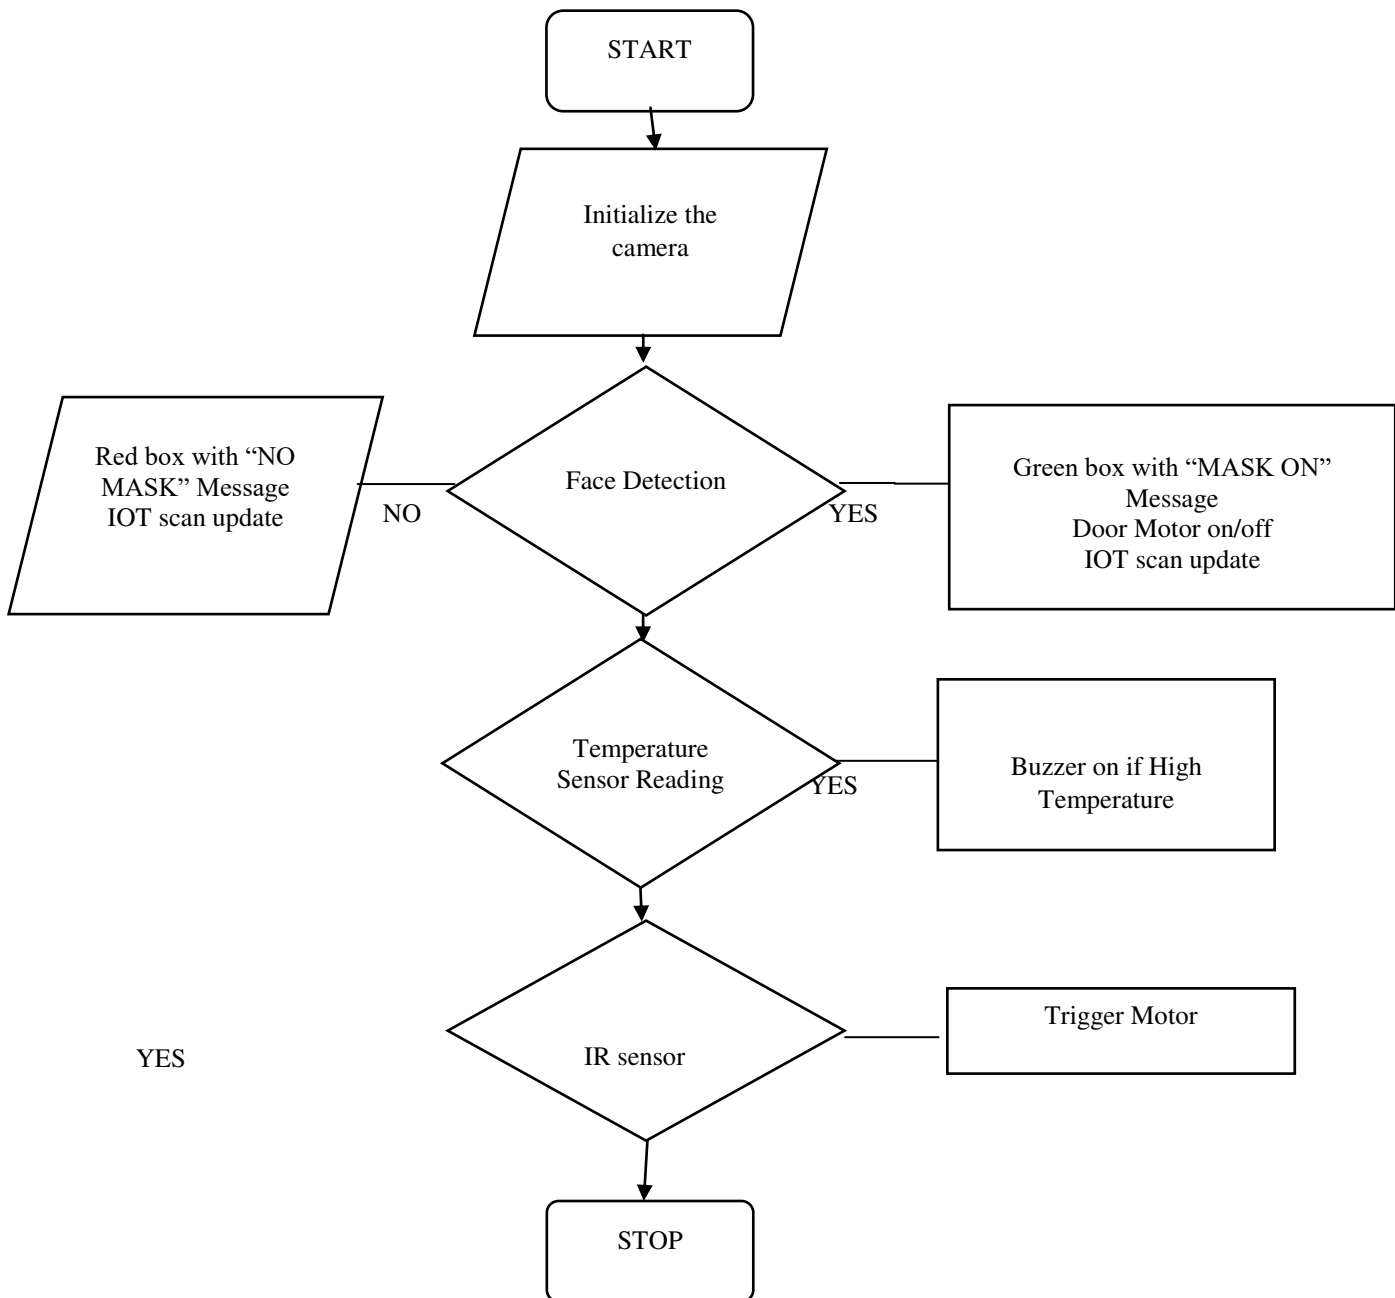 START
Initialize the
camera
Red box with “NO
MASK” Message
IOT scan update
NO
Face Detection
YES
Green box with “MASK ON”
Message
Door Motor on/off
IOT scan update
Temperature
Sensor Reading
YES
Buzzer on if High
Temperature
YES
IR sensor
Trigger Motor
STOP